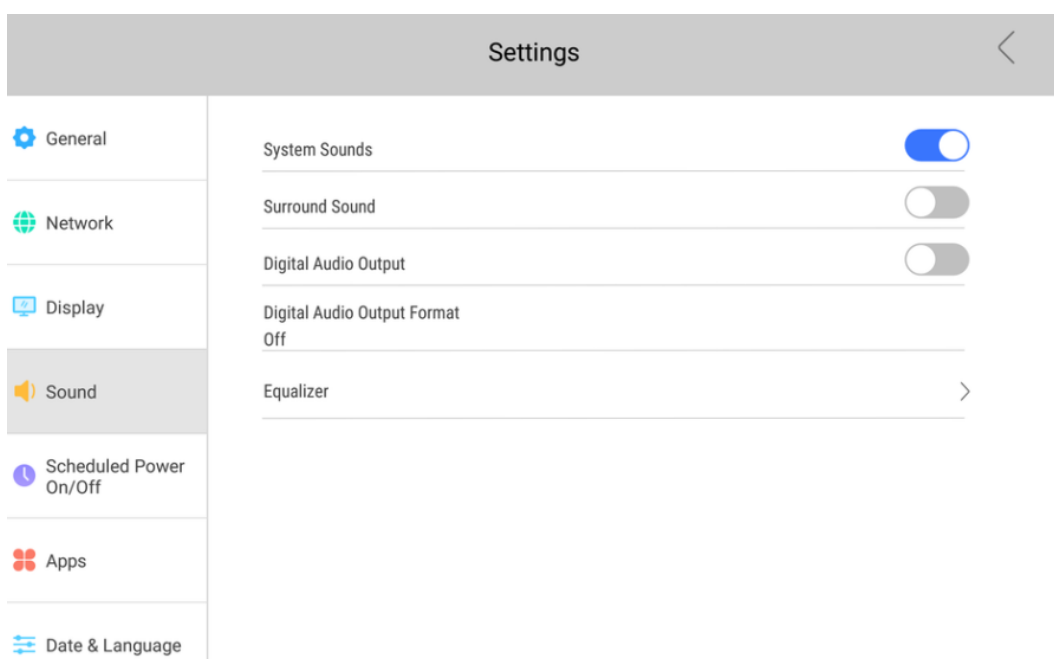 Settings
General
Network
Display
Sound
Scheduled Power
On/Off
Apps
Date & Language
System Sounds
Surround Sound
Digital Audio Output
Digital Audio Output Format
Off
Equalizer